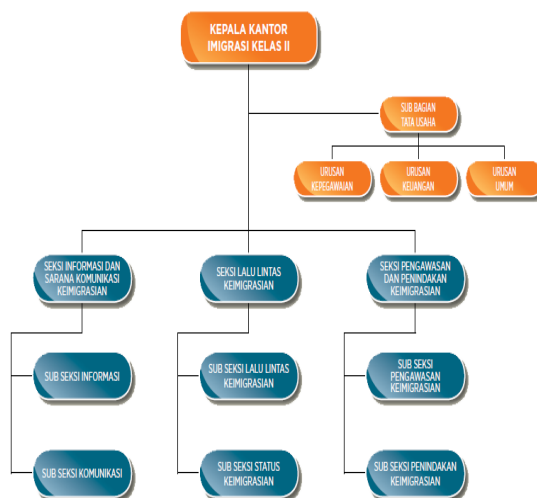 KEPALA KANTOR
IMIGRASI KELAS II
SUB BAGIAN
TATA USAHA
URUSAN
KEPEGAWAIAN
URUSAN
KEUANGAN
URUSAN
UMUM
SEKSI INFORMASI DAN
SARANA KOMUNIKASI
KEIMIGRASIAN
SEKSI LALU LINTAS
KEIMIGRASIAN
SEKSI PENGAWASAN
DAN PENINDAKAN
KEIMIGRASIAN
SUB SEKSI INFORMASI
SUB SEKSI LALU LINTAS
KEIMIGRASIAN
SUB SEKSI
PENGAWASAN
KEIMIGRASIAN
SUB SEKSI KOMUNIKASI
SUB SEKSI STATUS
KEIMIGRASIAN
SUB SEKSI PENINDAKAN
KEIMIGRASIAN